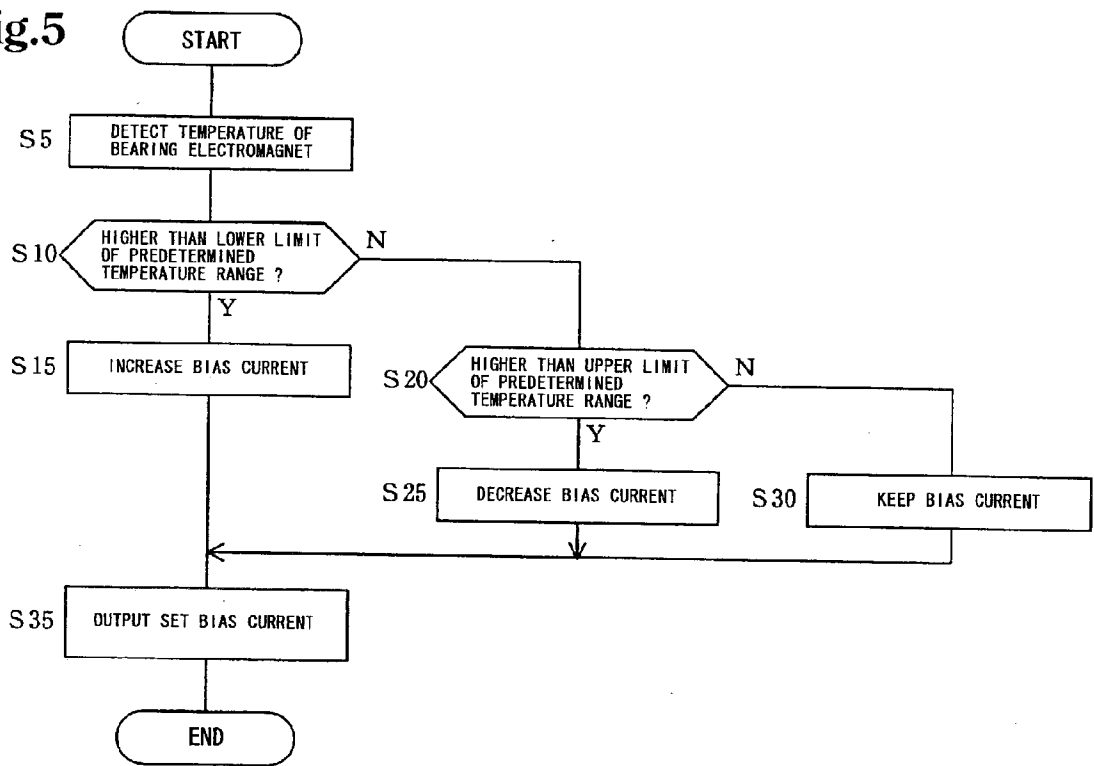 ig.5
START
S5
DETECT TEMPERATURE OF
BEARING ELECTROMAGNET
S10
HIGHER THAN LOWER LIMIT
OF PREDETERMINED
TEMPERATURE RANGE ?
N
Y
S15
INCREASE BIAS CURRENT
S20
HIGHER THAN UPPER LIMIT
OF PREDETERMINED
TEMPERATURE RANGE ?
N
Y
S25
DECREASE BIAS CURRENT
S30
KEEP BIAS CURRENT
S35
OUTPUT SET BIAS CURRENT
END